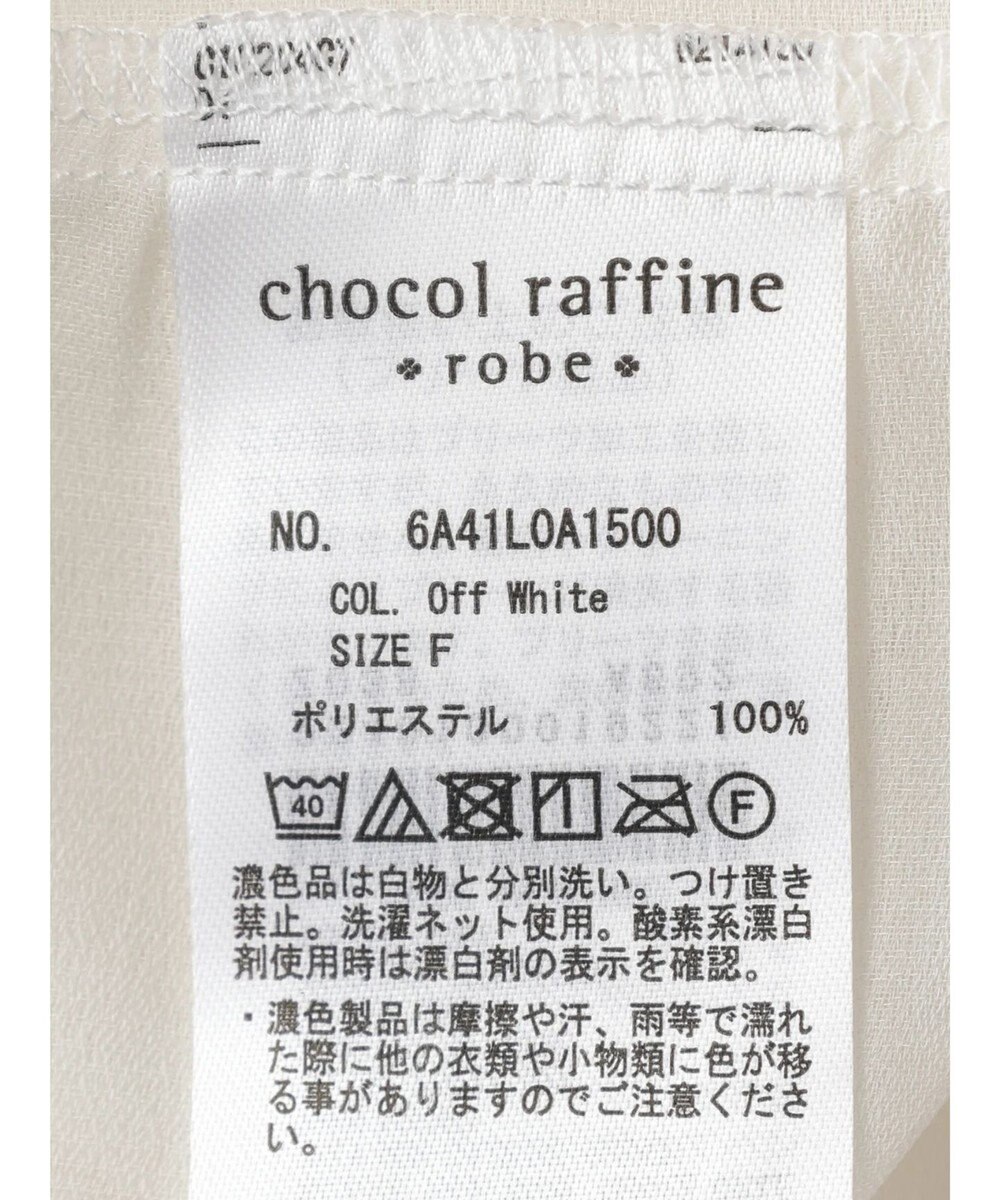 chocol raffine
robe
NO. 6A41L0A1500
COL. Off White
SIZE F
ポリエステル 100%
40 F
濃色品は白物と分別洗い。つけ置き
禁止。洗濯ネット使用。酸素系漂白
剤使用時は漂白剤の表示を確認。
・濃色製品は摩擦や汗、雨等で濡れ
た際に他の衣類や小物類に色が移
る事がありますのでご注意くださ
い。